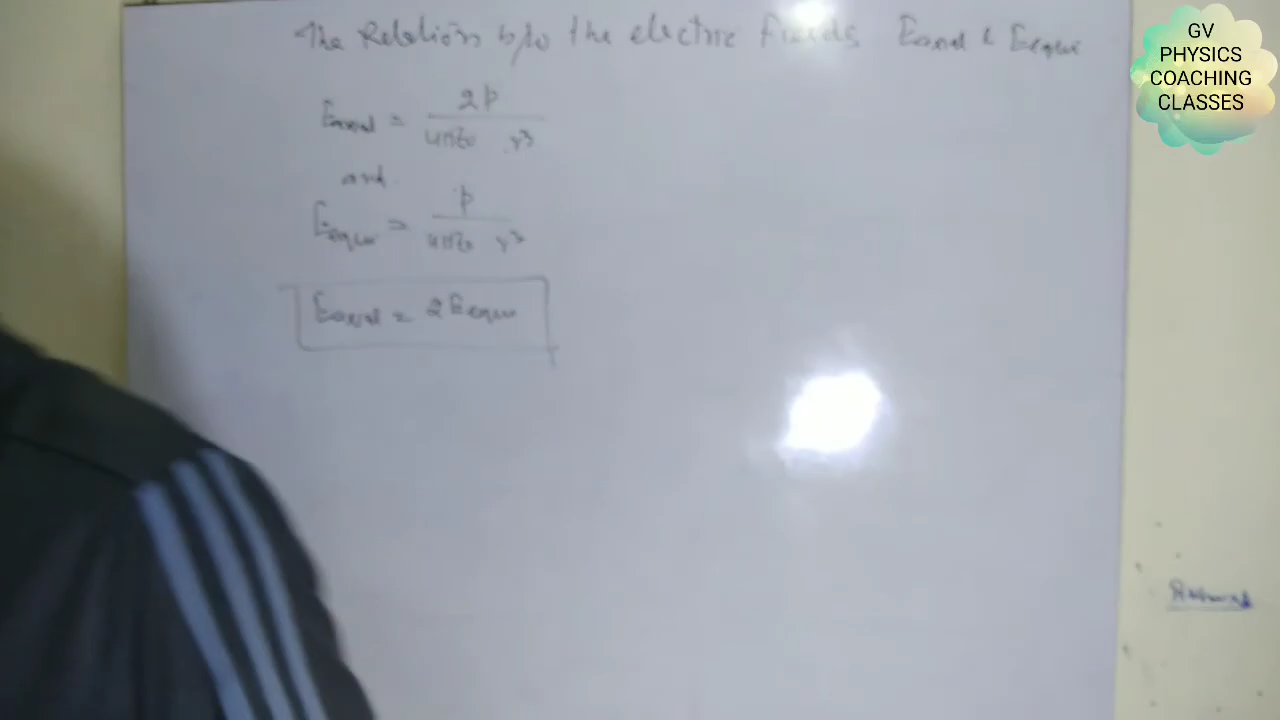 The Relation b/w the electric fields Eaxial & Eequa
Eaxial = 2p / 4πε₀ r³
and
Eequa = p / 4πε₀ r³
Eaxial = 2 Eequa
GV
PHYSICS
COACHING
CLASSES